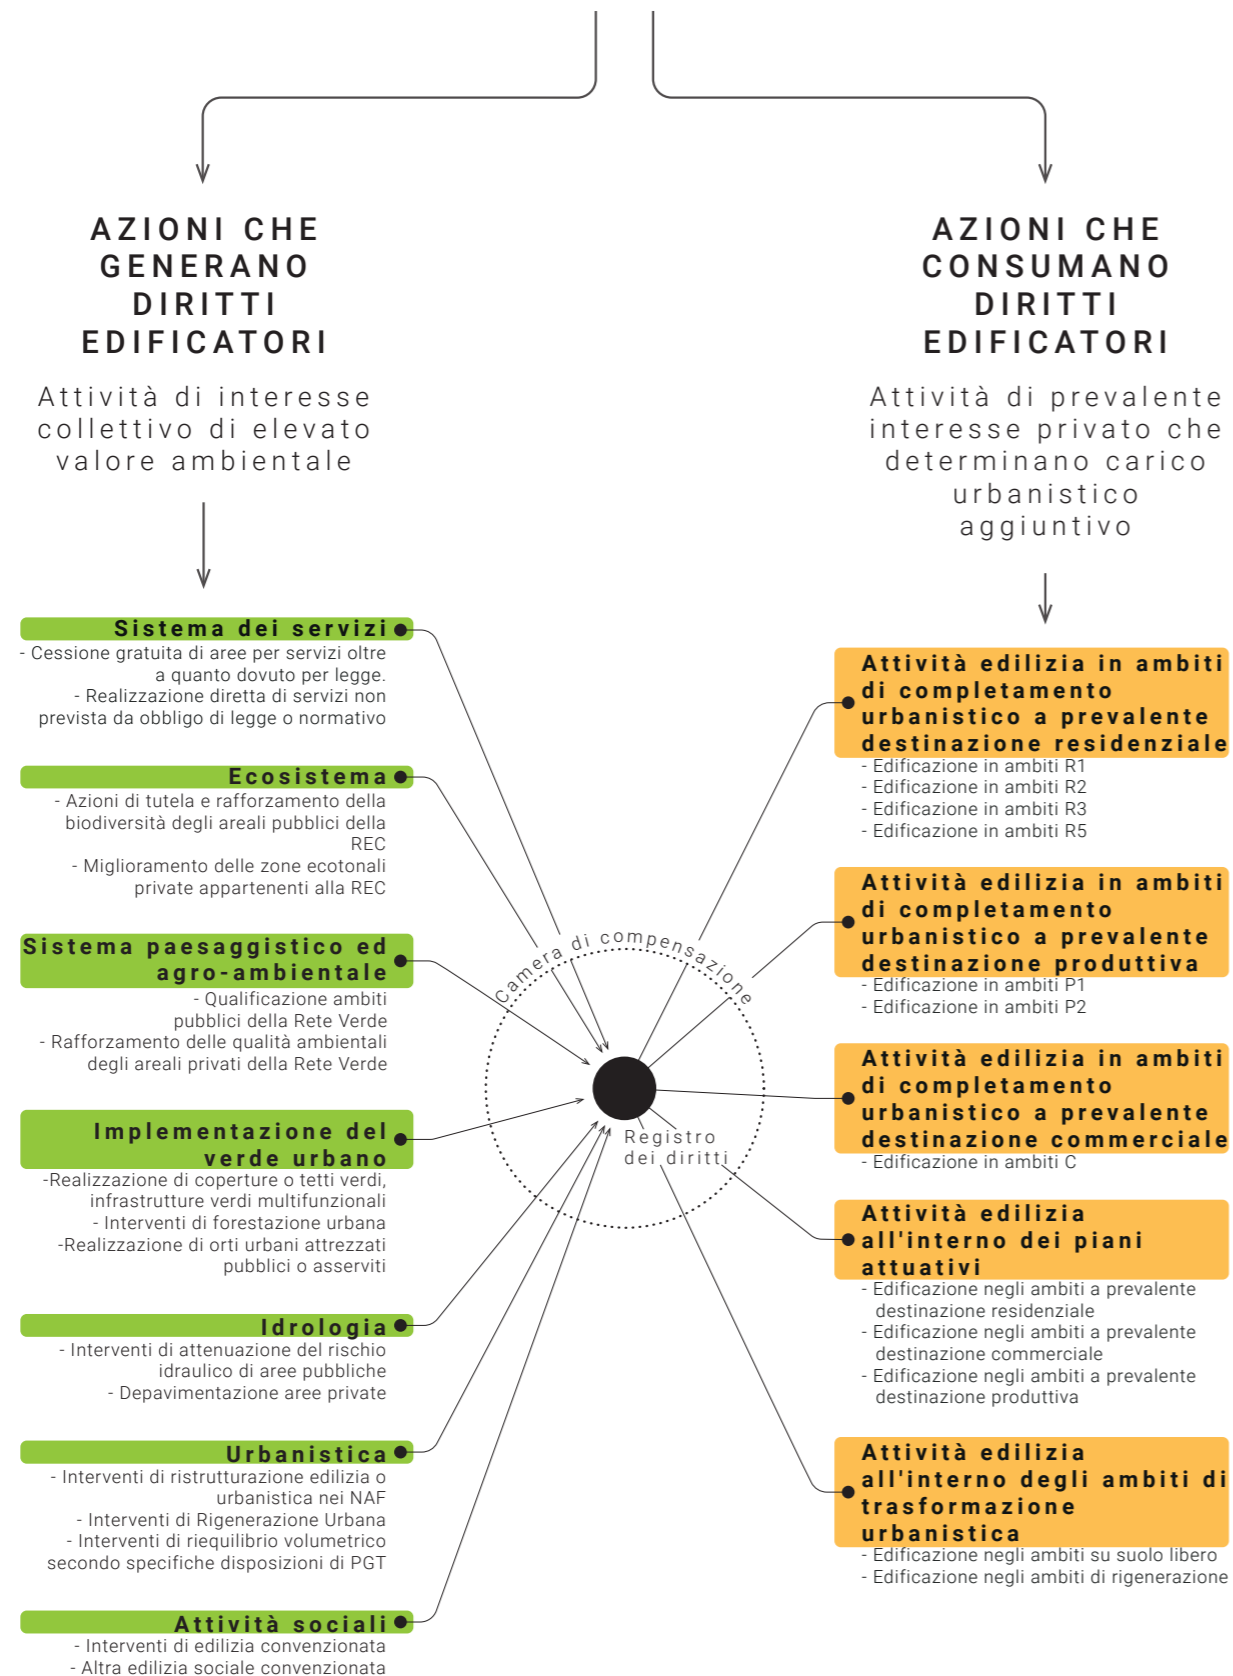 AZIONI CHE
GENERANO
DIRITTI
EDIFICATORI
Attività di interesse
collettivo di elevato
valore ambientale
Sistema dei servizi
- Cessione gratuita di aree per servizi oltre
a quanto dovuto per legge.
- Realizzazione diretta di servizi non
prevista da obbligo di legge o normativo
Ecosistema
- Azioni di tutela e rafforzamento della
biodiversità degli areali pubblici della
REC
- Miglioramento delle zone ecotonali
private appartenenti alla REC
Sistema paesaggistico ed
agro-ambientale
- Qualificazione ambiti
pubblici della Rete Verde
- Rafforzamento delle qualità ambientali
degli areali privati della Rete Verde
Implementazione del
verde urbano
-Realizzazione di coperture o tetti verdi,
infrastrutture verdi multifunzionali
- Interventi di forestazione urbana
-Realizzazione di orti urbani attrezzati
pubblici o asserviti
Idrologia
- Interventi di attenuazione del rischio
idraulico di aree pubbliche
- Depavimentazione aree private
Urbanistica
- Interventi di ristrutturazione edilizia o
urbanistica nei NAF
- Interventi di Rigenerazione Urbana
- Interventi di riequilibrio volumetrico
secondo specifiche disposizioni di PGT
Attività sociali
- Interventi di edilizia convenzionata
- Altra edilizia sociale convenzionata
Camera di compensazione
Registro
dei diritti
AZIONI CHE
CONSUMANO
DIRITTI
EDIFICATORI
Attività di prevalente
interesse privato che
determinano carico
urbanistico
aggiuntivo
Attività edilizia in ambiti
di completamento
urbanistico a prevalente
destinazione residenziale
- Edificazione in ambiti R1
- Edificazione in ambiti R2
- Edificazione in ambiti R3
- Edificazione in ambiti R5
Attività edilizia in ambiti
di completamento
urbanistico a prevalente
destinazione produttiva
- Edificazione in ambiti P1
- Edificazione in ambiti P2
Attività edilizia in ambiti
di completamento
urbanistico a prevalente
destinazione commerciale
- Edificazione in ambiti C
Attività edilizia
all'interno dei piani
attuativi
- Edificazione negli ambiti a prevalente
destinazione residenziale
- Edificazione negli ambiti a prevalente
destinazione commerciale
- Edificazione negli ambiti a prevalente
destinazione produttiva
Attività edilizia
all'interno degli ambiti di
trasformazione
urbanistica
- Edificazione negli ambiti su suolo libero
- Edificazione negli ambiti di rigenerazione